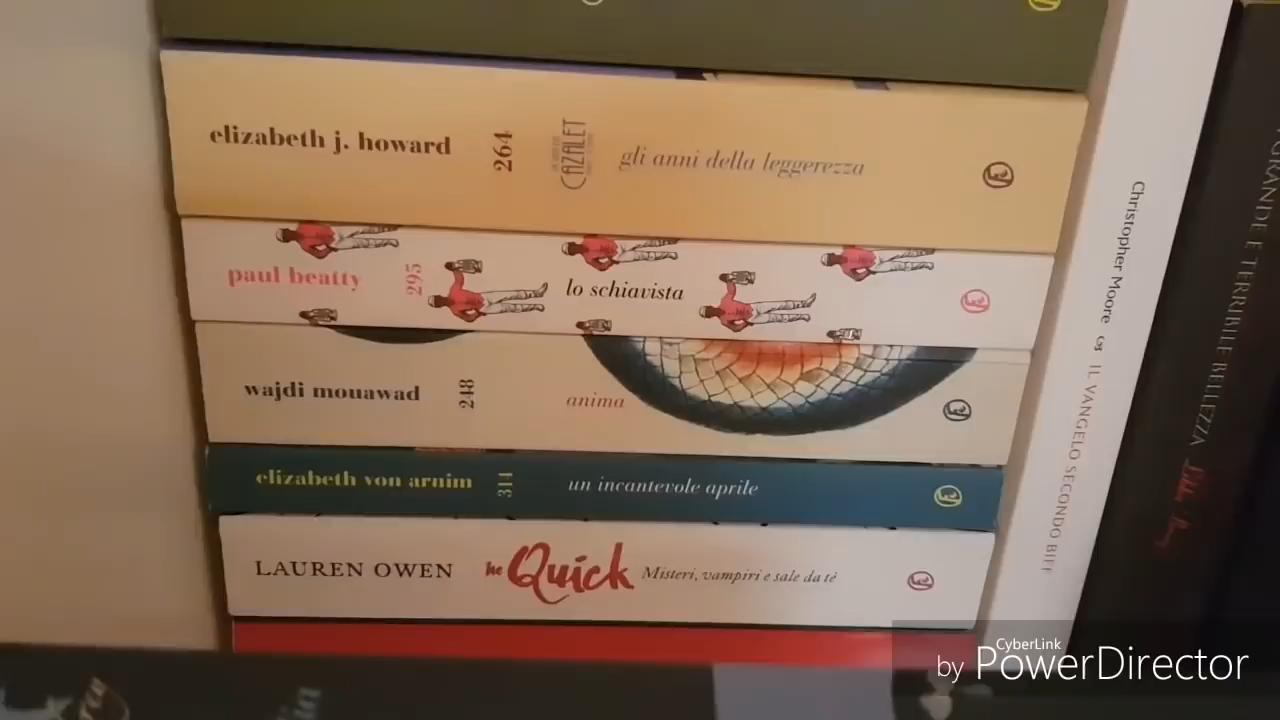 elizabeth j. howard 264 CAZALET gli anni della leggerezza
paul beatty 295 lo schiavista
wajdi mouawad 248 anima
elizabeth von arnim 314 un incantevole aprile
LAUREN OWEN The Quick Misteri, vampiri e sale da tè
Christopher Moore IL VANGELO SECONDO BIFF
GRANDE E TERRIBILE BELLEZZA
CyberLink
by PowerDirector